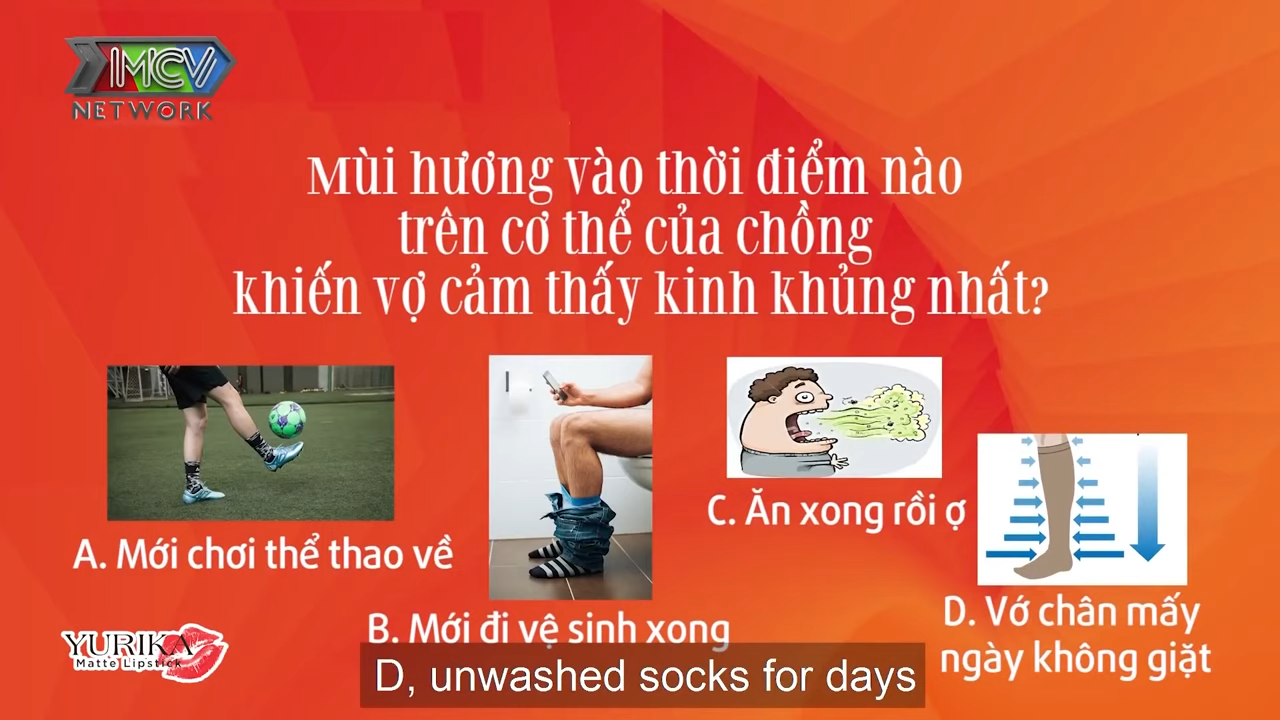 MCV
NETWORK
Mùi hương vào thời điểm nào
trên cơ thể của chồng
khiến vợ cảm thấy kinh khủng nhất?
A. Mới chơi thể thao về
B. Mới đi vệ sinh xong
C. Ăn xong rồi ợ
D. Vớ chân mấy
ngày không giặt
YURIKA
Matte Lipstick
D, unwashed socks for days